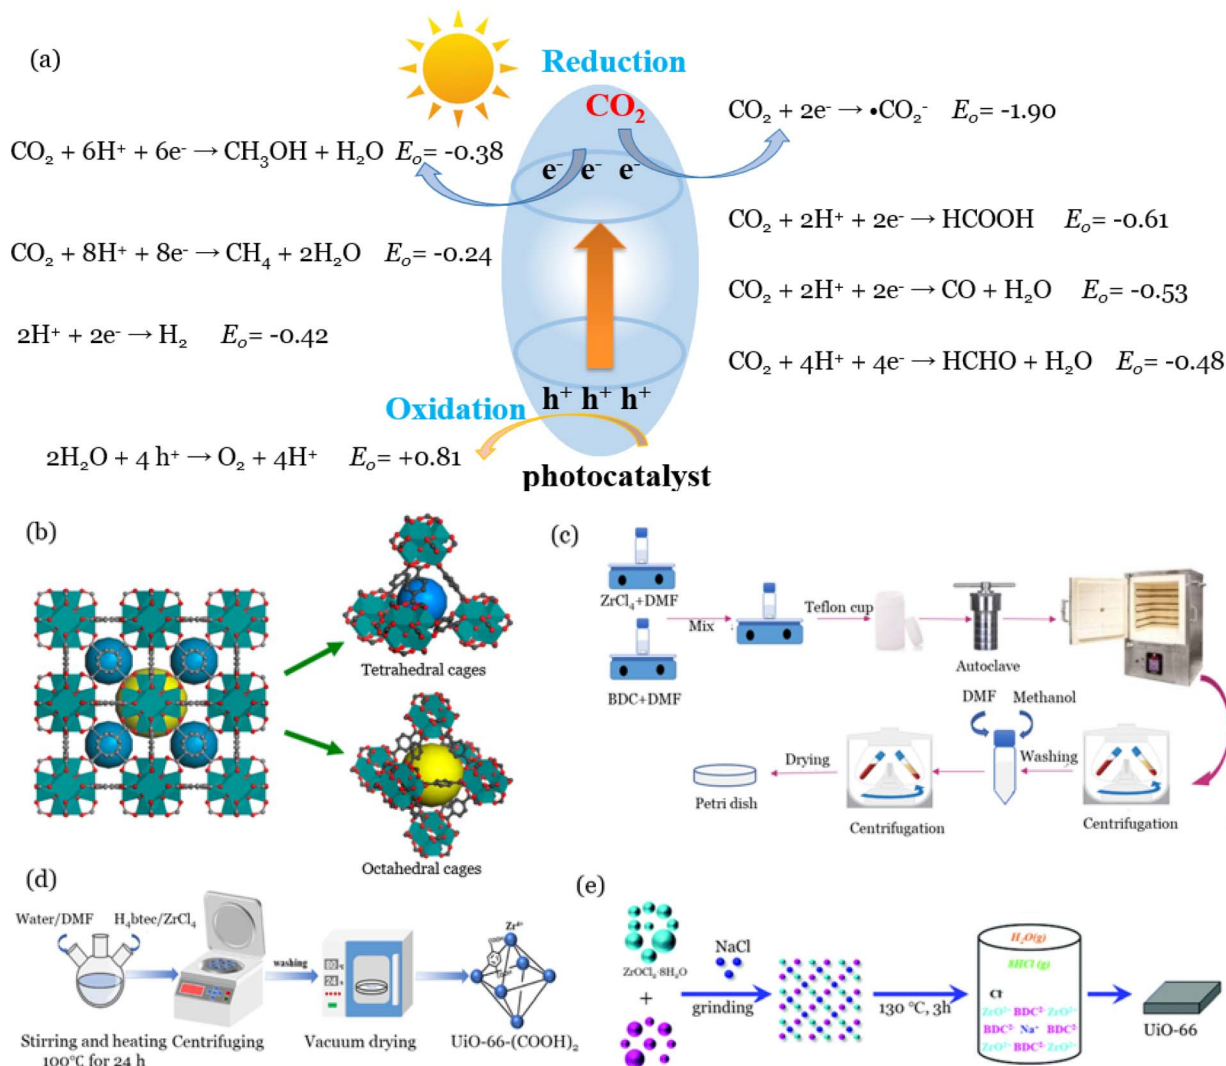 (a)
Reduction
CO₂
CO₂ + 2e⁻ → •CO₂⁻ Eₒ= -1.90
CO₂ + 6H⁺ + 6e⁻ → CH₃OH + H₂O Eₒ= -0.38
e⁻ e⁻ e⁻
CO₂ + 2H⁺ + 2e⁻ → HCOOH Eₒ= -0.61
CO₂ + 8H⁺ + 8e⁻ → CH₄ + 2H₂O Eₒ= -0.24
CO₂ + 2H⁺ + 2e⁻ → CO + H₂O Eₒ= -0.53
2H⁺ + 2e⁻ → H₂ Eₒ= -0.42
CO₂ + 4H⁺ + 4e⁻ → HCHO + H₂O Eₒ= -0.48
Oxidation
h⁺ h⁺ h⁺
2H₂O + 4 h⁺ → O₂ + 4H⁺ Eₒ= +0.81
photocatalyst
(b)
Tetrahedral cages
Octahedral cages
(c)
ZrCl₄+DMF
BDC+DMF
Mix
Teflon cup
Autoclave
DMF
Methanol
Washing
Centrifugation
Centrifugation
Drying
Petri dish
(d)
Water/DMF
H₄btec/ZrCl₄
Stirring and heating
100°C for 24 h
Centrifuging
washing
Vacuum drying
Zr⁴⁺
UiO-66-(COOH)₂
(e)
ZrOCl₂·8H₂O
+
NaCl
grinding
130 °C, 3h
H₂O(g)
8HCl (g)
Cl⁻
ZrO²⁺ BDC²⁻ ZrO²⁺
BDC²⁻ Na⁺ BDC²⁻
ZrO²⁺ BDC²⁻ ZrO²⁺
UiO-66